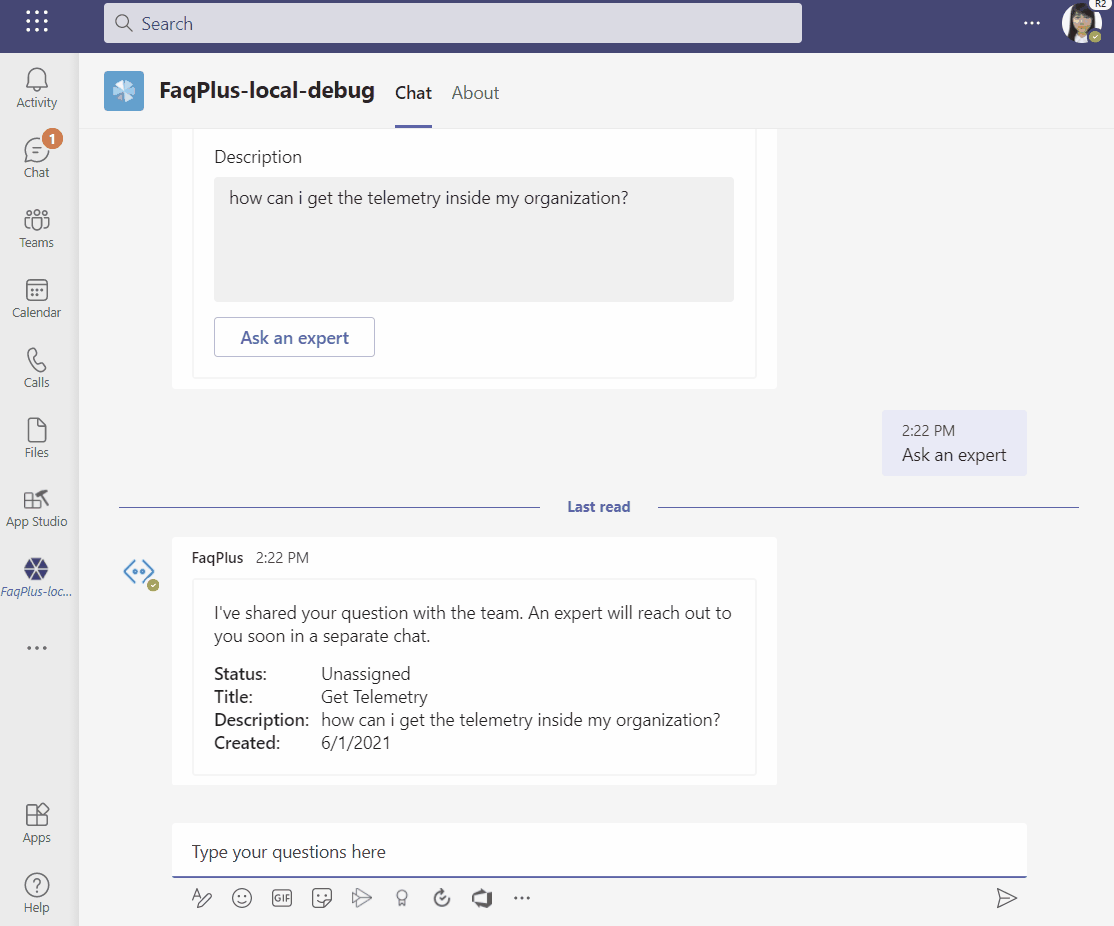 Search
R2
Activity
1
Chat
Teams
Calendar
Calls
Files
App Studio
FaqPlus-loc...
Apps
Help
FaqPlus-local-debug Chat About
Description
how can i get the telemetry inside my organization?
Ask an expert
2:22 PM
Ask an expert
Last read
FaqPlus 2:22 PM
I've shared your question with the team. An expert will reach out to
you soon in a separate chat.
Status: Unassigned
Title: Get Telemetry
Description: how can i get the telemetry inside my organization?
Created: 6/1/2021
Type your questions here
GIF